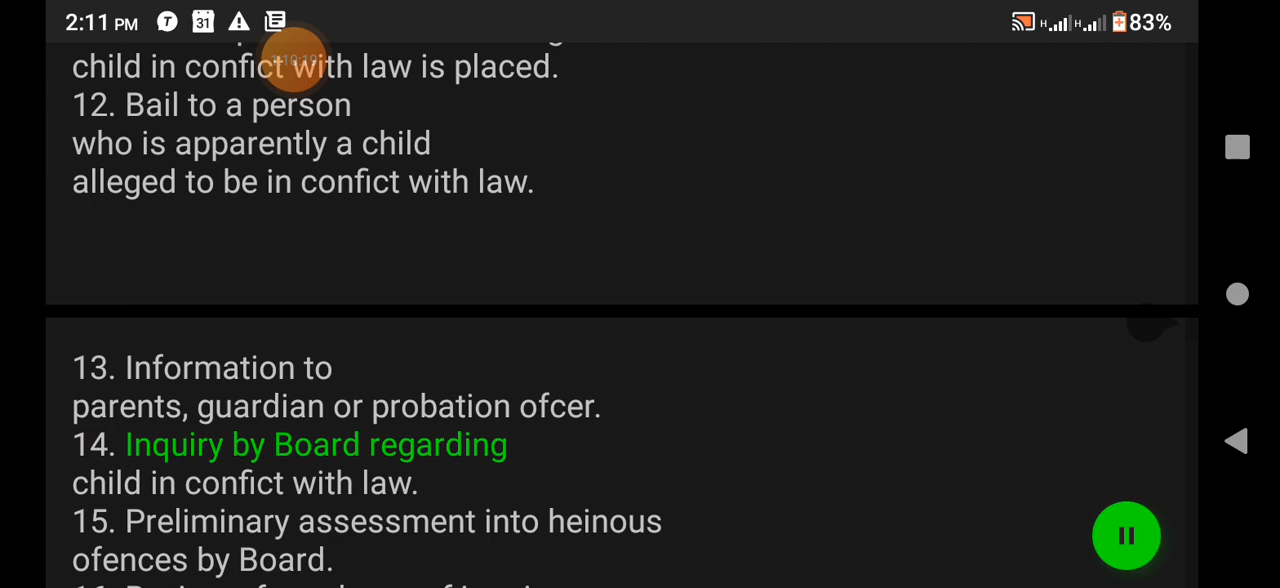 2:11 PM T 31 H H 83%
child in confict with law is placed.
12. Bail to a person
who is apparently a child
alleged to be in confict with law.
13. Information to
parents, guardian or probation ofcer.
14. Inquiry by Board regarding
child in confict with law.
15. Preliminary assessment into heinous
ofences by Board.